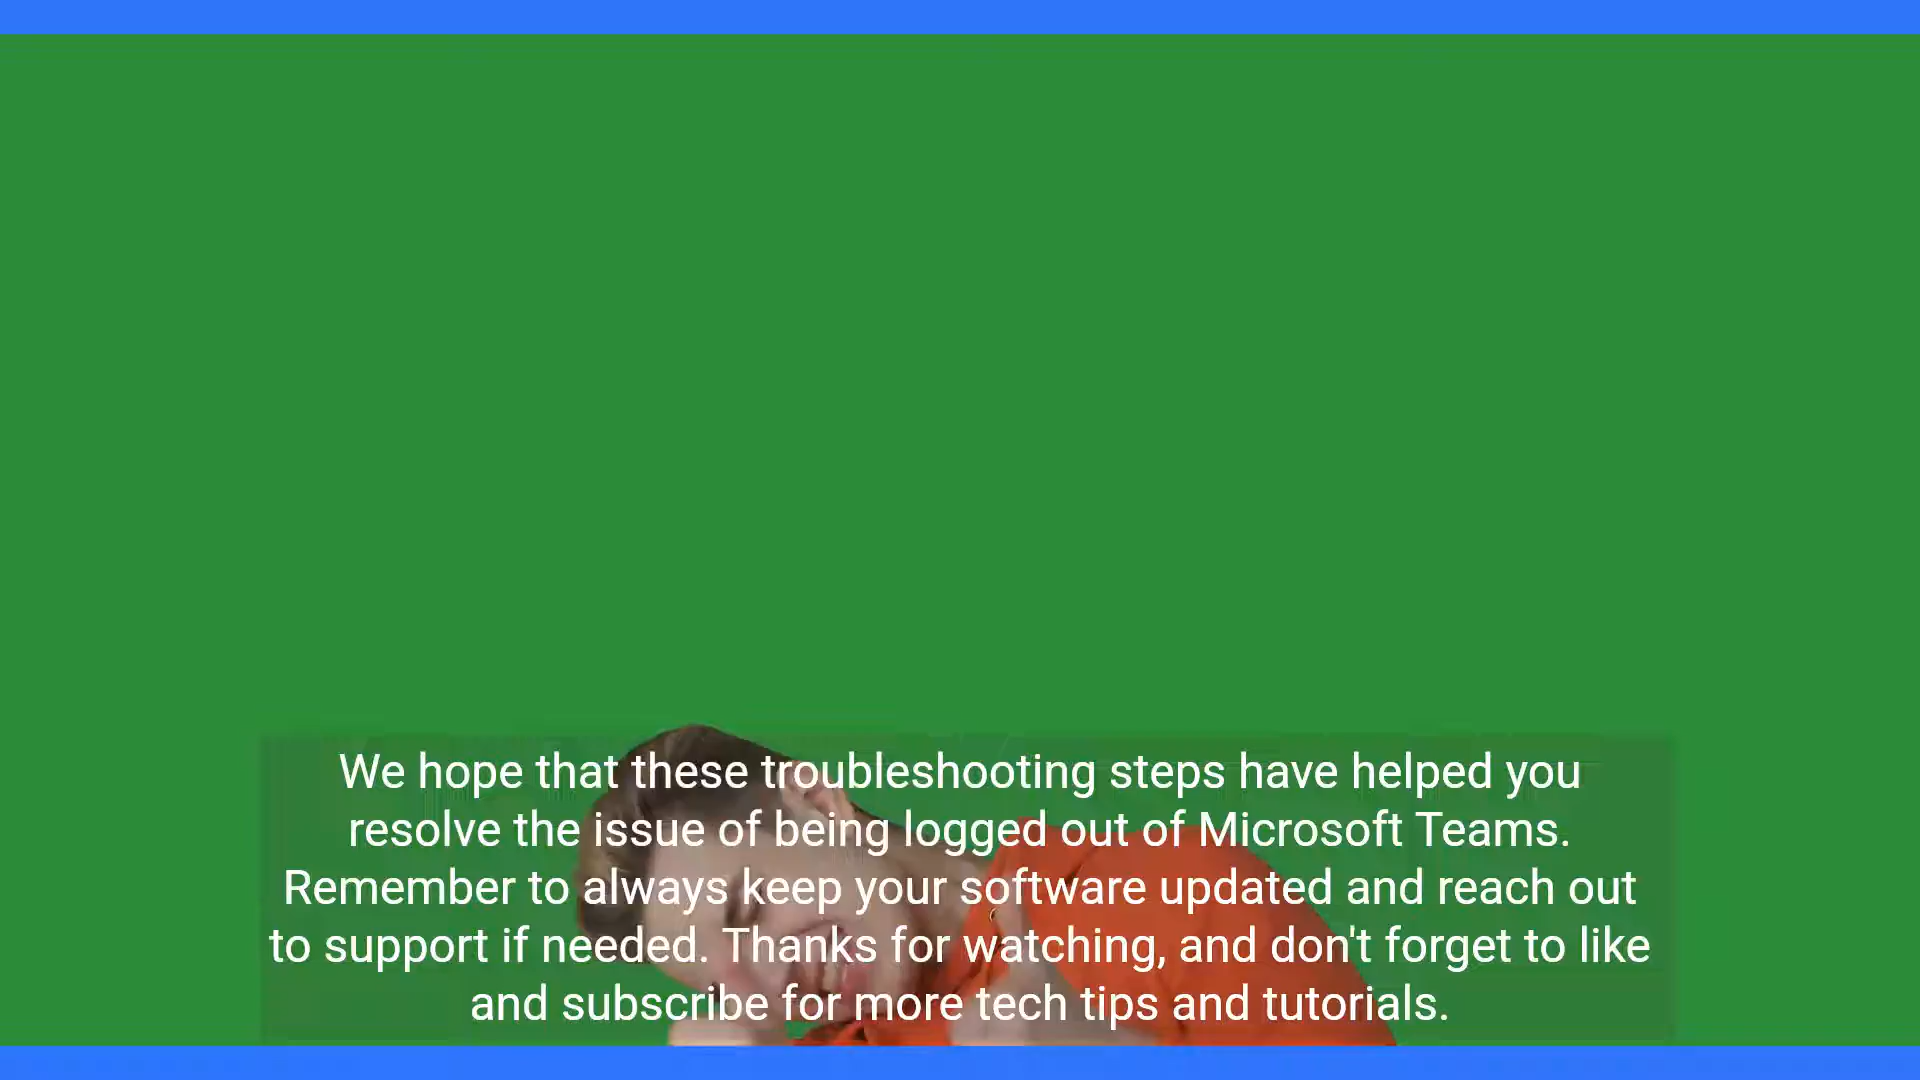 We hope that these troubleshooting steps have helped you
resolve the issue of being logged out of Microsoft Teams.
Remember to always keep your software updated and reach out
to support if needed. Thanks for watching, and don't forget to like
and subscribe for more tech tips and tutorials.